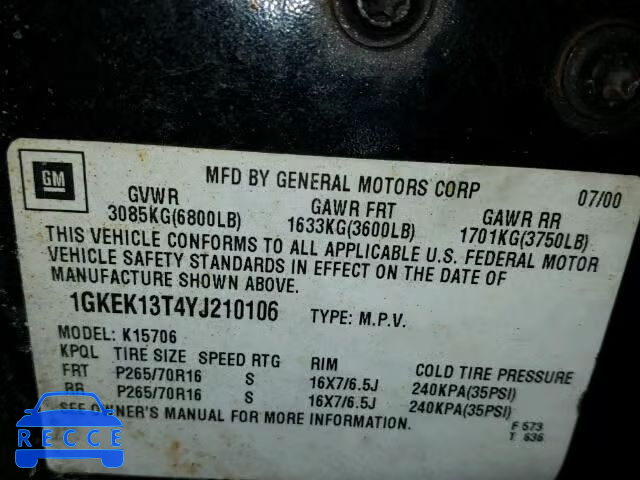 GM
MFD BY GENERAL MOTORS CORP 07/00
GVWR GAWR FRT GAWR RR
3085KG(6800LB) 1633KG(3600LB) 1701KG(3750LB)
THIS VEHICLE CONFORMS TO ALL APPLICABLE U.S. FEDERAL MOTOR
VEHICLE SAFETY STANDARDS IN EFFECT ON THE DATE OF
MANUFACTURE SHOWN ABOVE.
1GKEK13T4YJ210106 TYPE: M.P.V.
MODEL: K15706
KPQL TIRE SIZE SPEED RTG RIM COLD TIRE PRESSURE
FRT P265/70R16 S 16X7/6.5J 240KPA(35PSI)
RR P265/70R16 S 16X7/6.5J 240KPA(35PSI)
SEE OWNER'S MANUAL FOR MORE INFORMATION.
F 573
T 636
BIDFAX